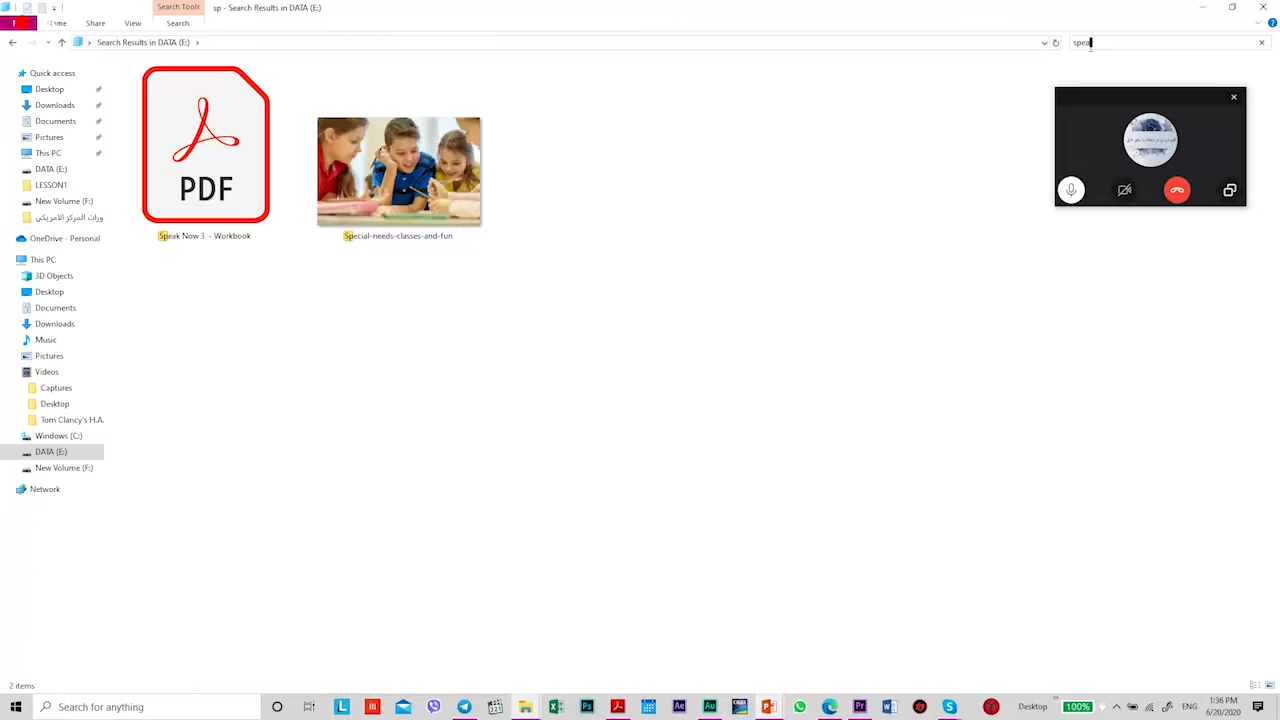 Search Tools
sp - Search Results in DATA (E:)
Share
View
Search
Search Results in DATA (E:)
spea
Quick access
Desktop
Downloads
Documents
Pictures
This PC
DATA (E:)
LESSON1
New Volume (F:)
ورات المركز الامريكي
OneDrive - Personal
This PC
3D Objects
Desktop
Documents
Downloads
Music
Pictures
Videos
Captures
Desktop
Tom Clancy's H.A.
Windows (C:)
DATA (E:)
New Volume (F:)
Network
PDF
Speak Now 3 - Workbook
Special-needs-classes-and-fun
2 items
Search for anything
Desktop
100%
1:36 PM
6/20/2020